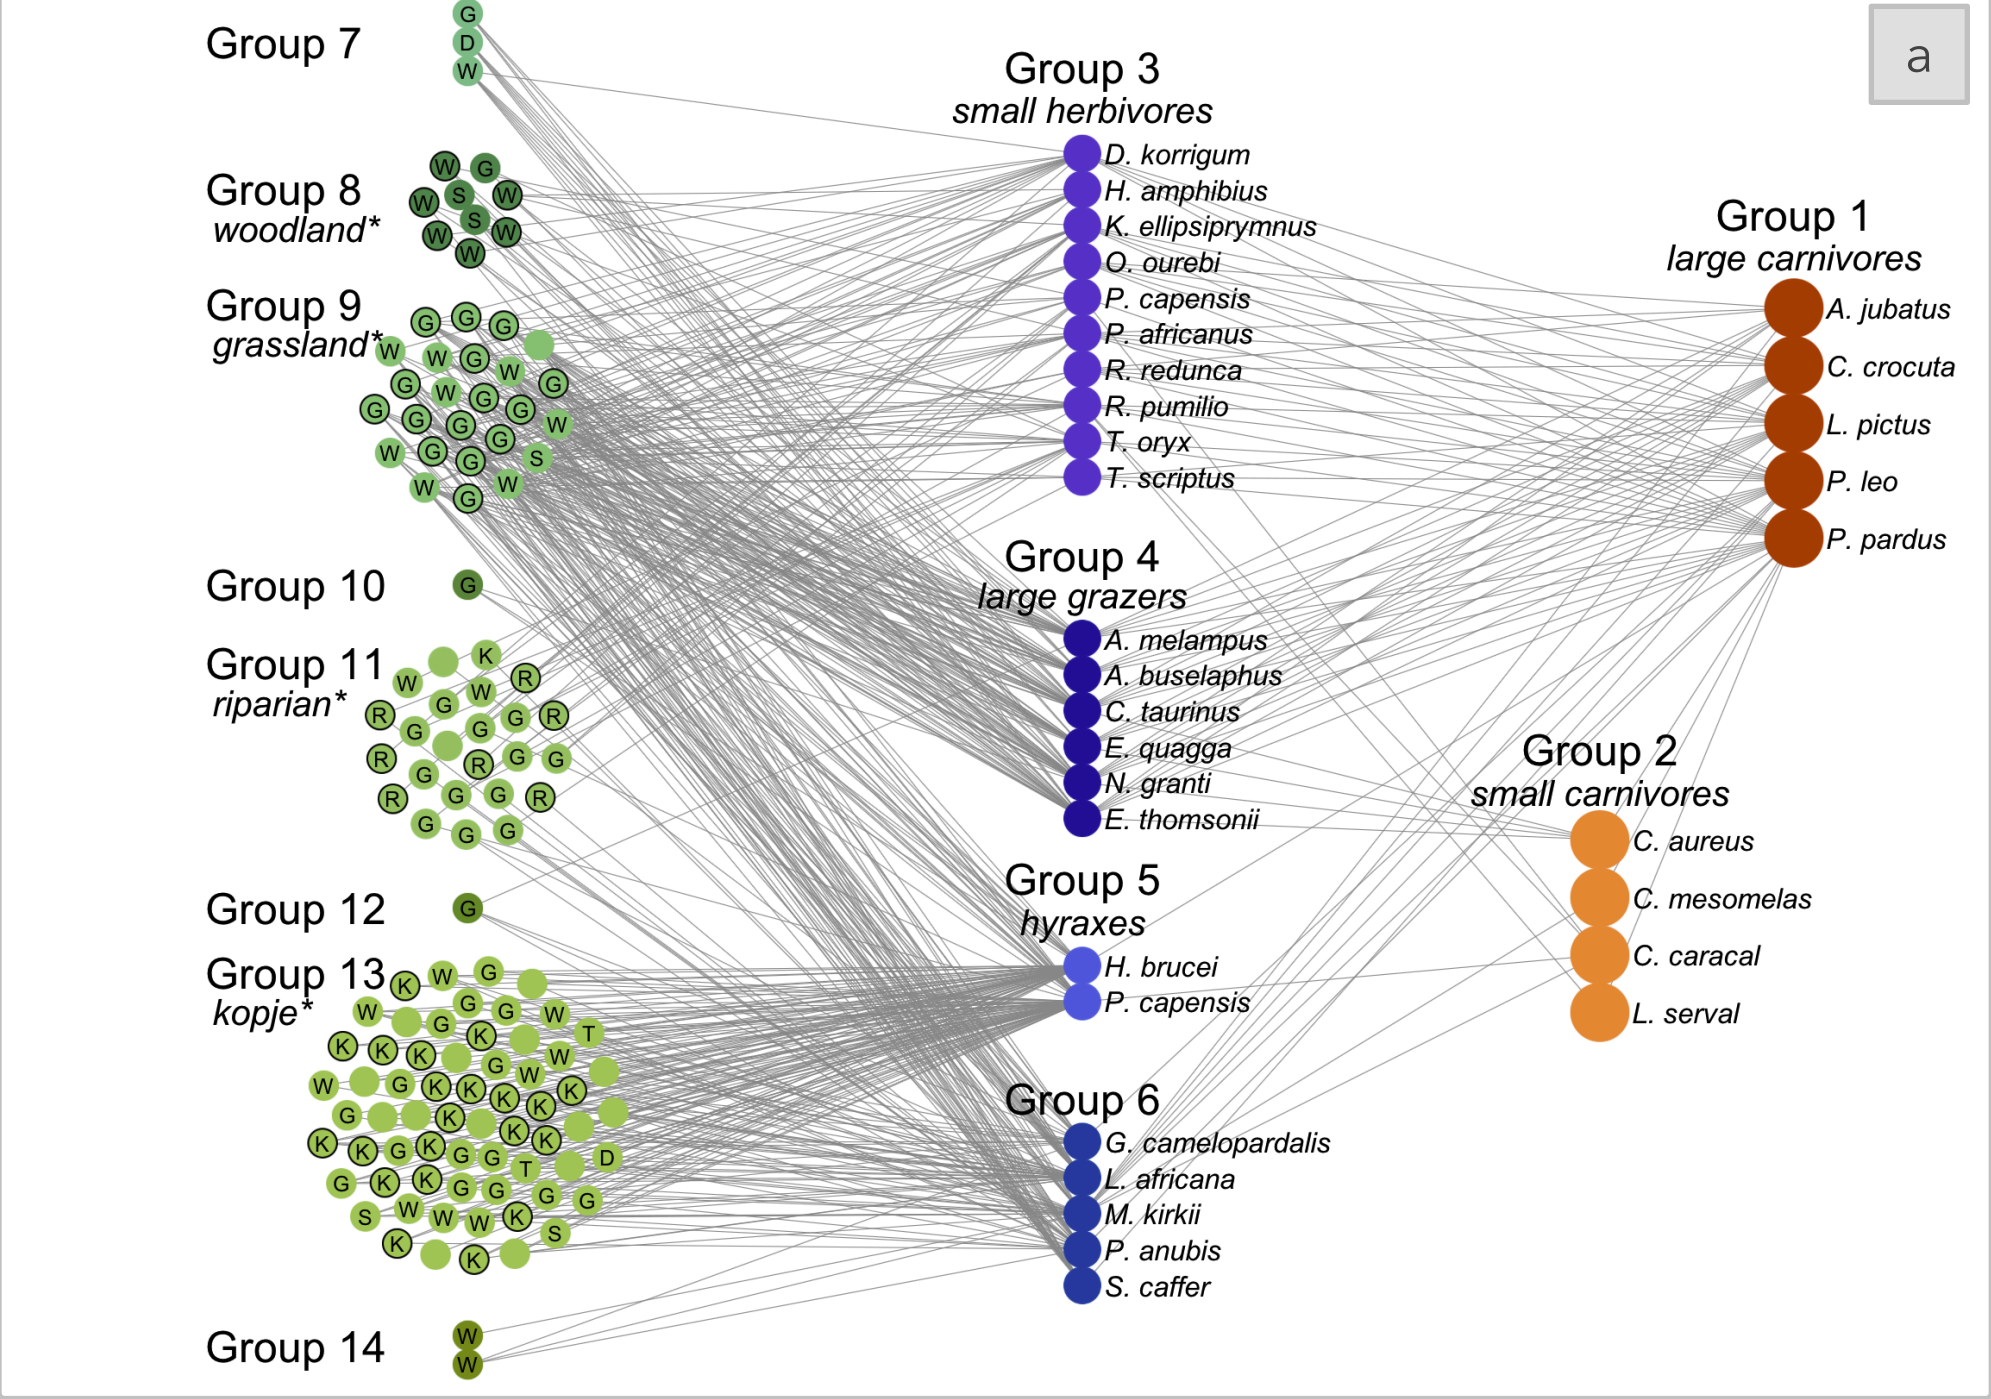 a
Group 7
G
D
W
Group 8
woodland*
W G
W S W
S
W W
W
Group 9
grassland*
G G G
W W G W
G W G G
G G G G W
W G G G S
W G W
Group 10
G
Group 11
riparian*
K
W W R
R G G R
G G
R G R G G
R G G R
G G G
Group 12
G
Group 13
kopje*
K W G
W G G G W
K K K K T
G W W
W G K K K K K
G K K K
K K G K G G T D
G K K G G G G
S W W W K S
K K
Group 14
W
W
Group 3
small herbivores
D. korrigum
H. amphibius
K. ellipsiprymnus
O. ourebi
P. capensis
P. africanus
R. redunca
R. pumilio
T. oryx
T. scriptus
Group 4
large grazers
A. melampus
A. buselaphus
C. taurinus
E. quagga
N. granti
E. thomsonii
Group 5
hyraxes
H. brucei
P. capensis
Group 6
G. camelopardalis
L. africana
M. kirkii
P. anubis
S. caffer
Group 1
large carnivores
A. jubatus
C. crocuta
L. pictus
P. leo
P. pardus
Group 2
small carnivores
C. aureus
C. mesomelas
C. caracal
L. serval